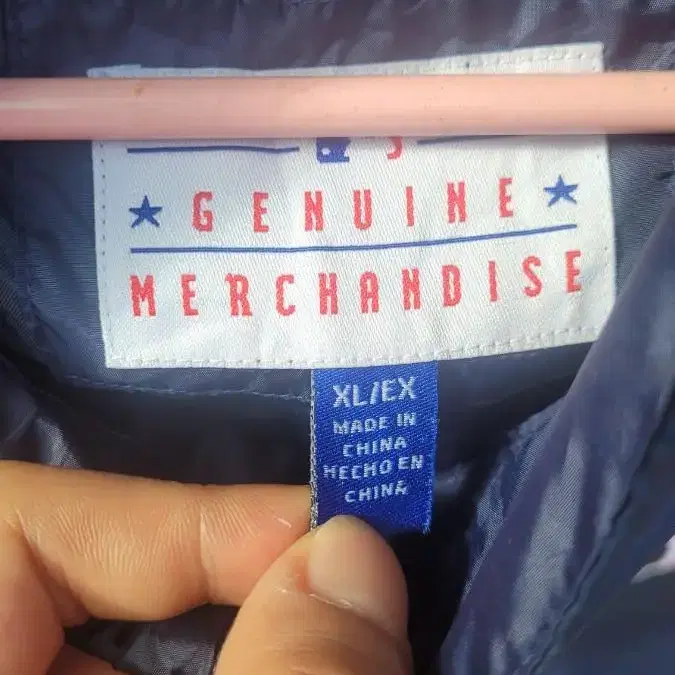 GENUINE
MERCHANDISE
XL/EX
MADE IN
CHINA
HECHO EN
CHINA